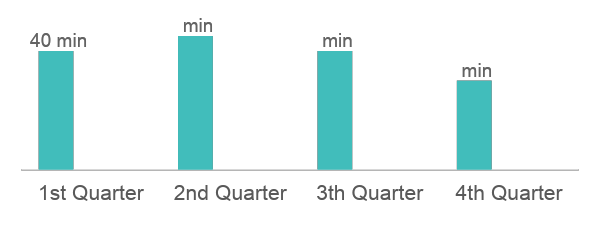 40 min
min
min
min
1st Quarter
2nd Quarter
3th Quarter
4th Quarter